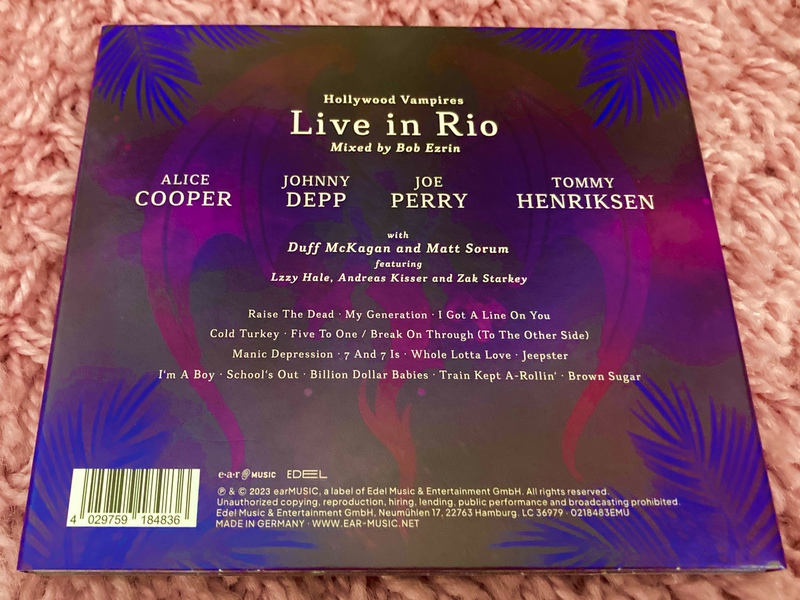 Hollywood Vampires
Live in Rio
Mixed by Bob Ezrin
ALICE COOPER
JOHNNY DEPP
JOE PERRY
TOMMY HENRIKSEN
with
Duff McKagan and Matt Sorum
featuring
Lzzy Hale, Andreas Kisser and Zak Starkey
Raise The Dead · My Generation · I Got A Line On You
Cold Turkey · Five To One / Break On Through (To The Other Side)
Manic Depression · 7 And 7 Is · Whole Lotta Love · Jeepster
I'm A Boy · School's Out · Billion Dollar Babies · Train Kept A-Rollin' · Brown Sugar
e·a·r MUSIC EDEL
℗ & © 2023 earMUSIC, a label of Edel Music & Entertainment GmbH. All rights reserved.
Unauthorized copying, reproduction, hiring, lending, public performance and broadcasting prohibited.
Edel Music & Entertainment GmbH, Neumühlen 17, 22763 Hamburg. LC 36979 · 0218483EMU
MADE IN GERMANY · WWW.EAR-MUSIC.NET
4 029759 184836